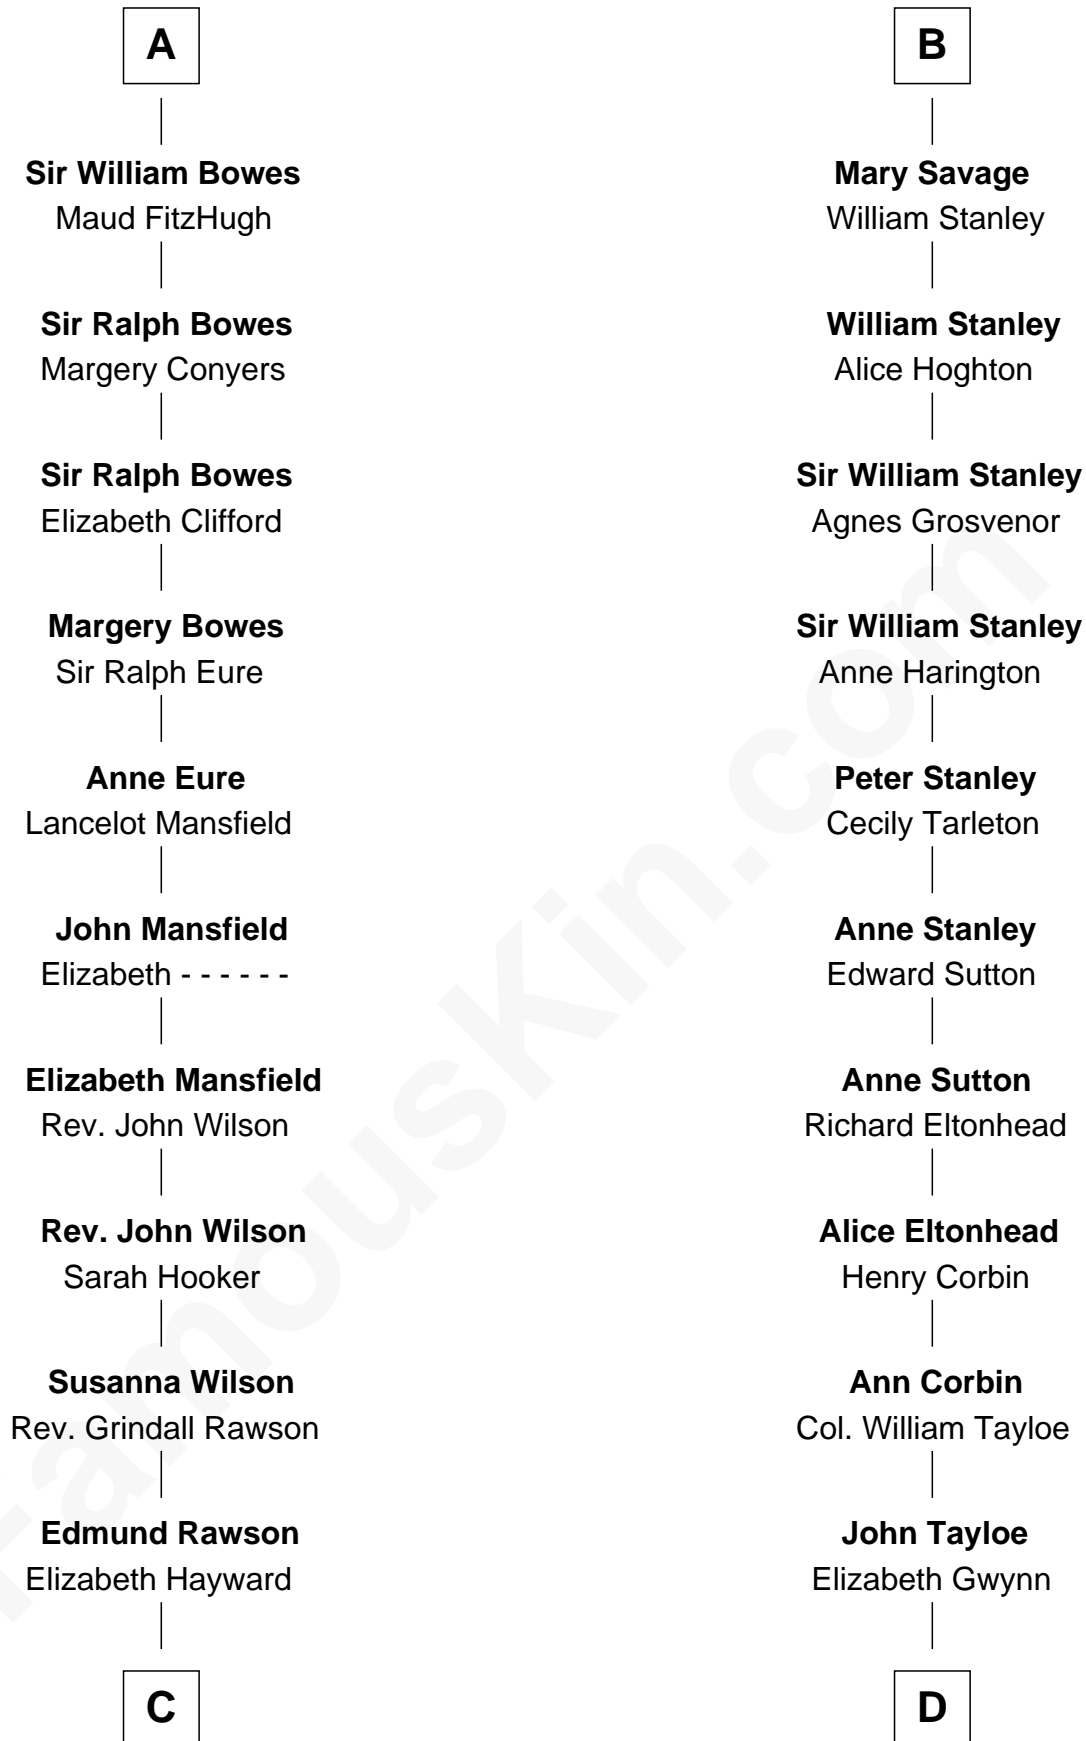 A
Sir William Bowes
Maud FitzHugh
Sir Ralph Bowes
Margery Conyers
Sir Ralph Bowes
Elizabeth Clifford
Margery Bowes
Sir Ralph Eure
Anne Eure
Lancelot Mansfield
John Mansfield
Elizabeth - - - - - -
Elizabeth Mansfield
Rev. John Wilson
Rev. John Wilson
Sarah Hooker
Susanna Wilson
Rev. Grindall Rawson
Edmund Rawson
Elizabeth Hayward
C
B
Mary Savage
William Stanley
William Stanley
Alice Hoghton
Sir William Stanley
Agnes Grosvenor
Sir William Stanley
Anne Harington
Peter Stanley
Cecily Tarleton
Anne Stanley
Edward Sutton
Anne Sutton
Richard Eltonhead
Alice Eltonhead
Henry Corbin
Ann Corbin
Col. William Tayloe
John Tayloe
Elizabeth Gwynn
D
FamousKin.com